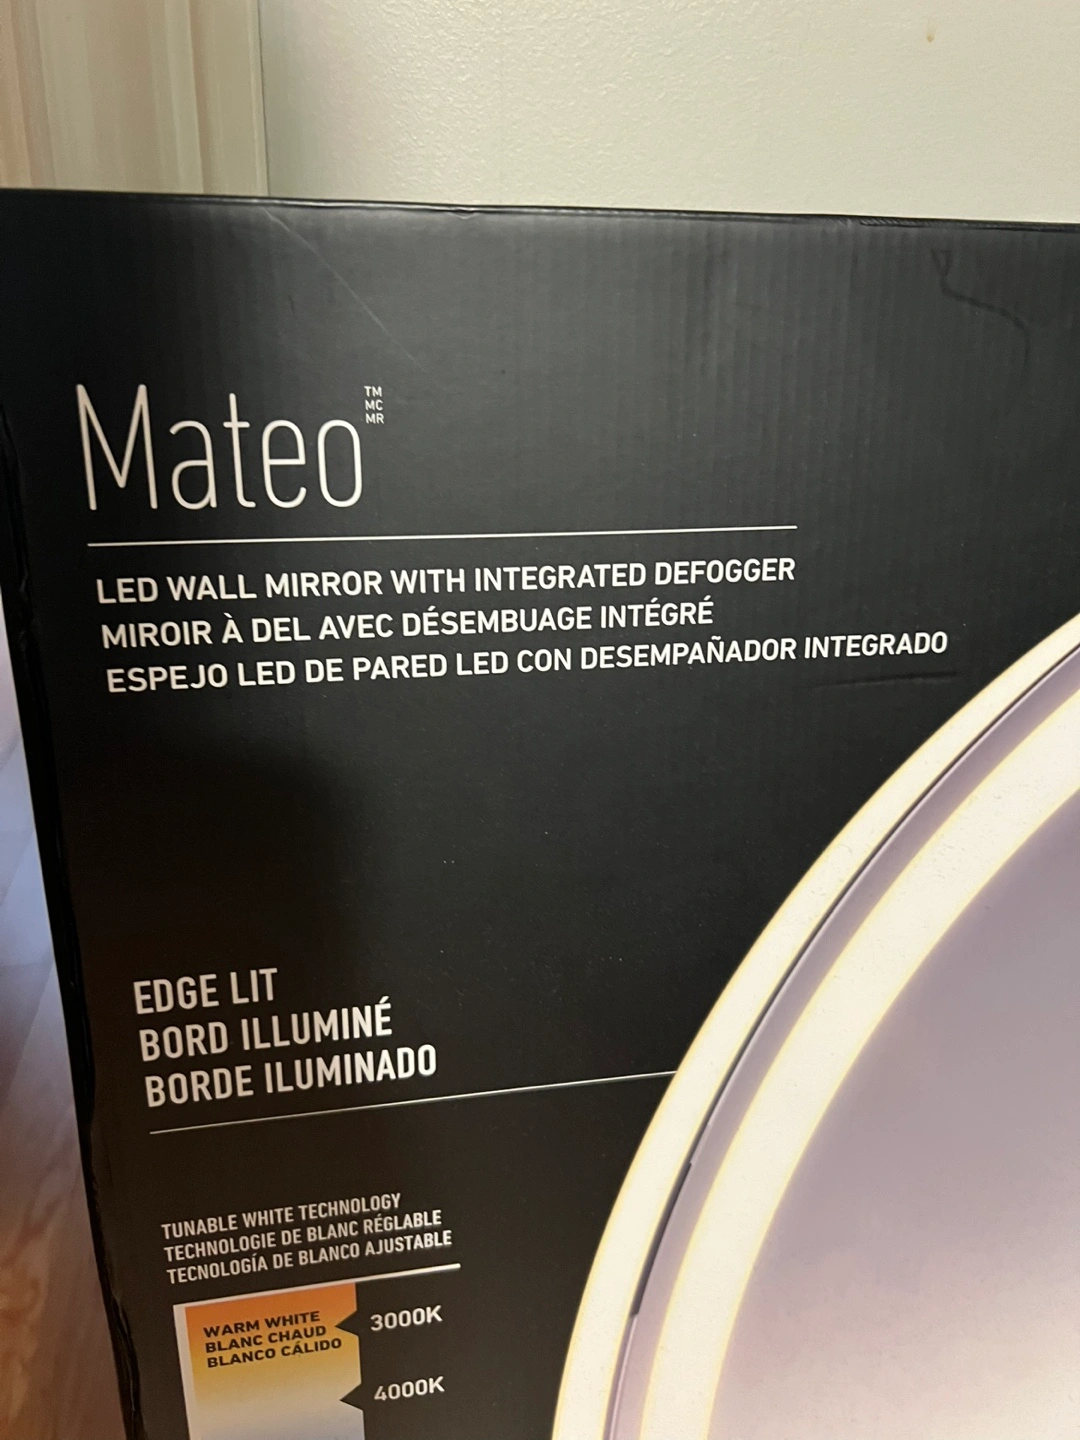 Mateo TM MC MR
LED WALL MIRROR WITH INTEGRATED DEFOGGER
MIROIR À DEL AVEC DÉSEMBUAGE INTÉGRÉ
ESPEJO LED DE PARED LED CON DESEMPAÑADOR INTEGRADO
EDGE LIT
BORD ILLUMINÉ
BORDE ILUMINADO
TUNABLE WHITE TECHNOLOGY
TECHNOLOGIE DE BLANC RÉGLABLE
TECNOLOGÍA DE BLANCO AJUSTABLE
WARM WHITE
BLANC CHAUD
BLANCO CÁLIDO
3000K
4000K